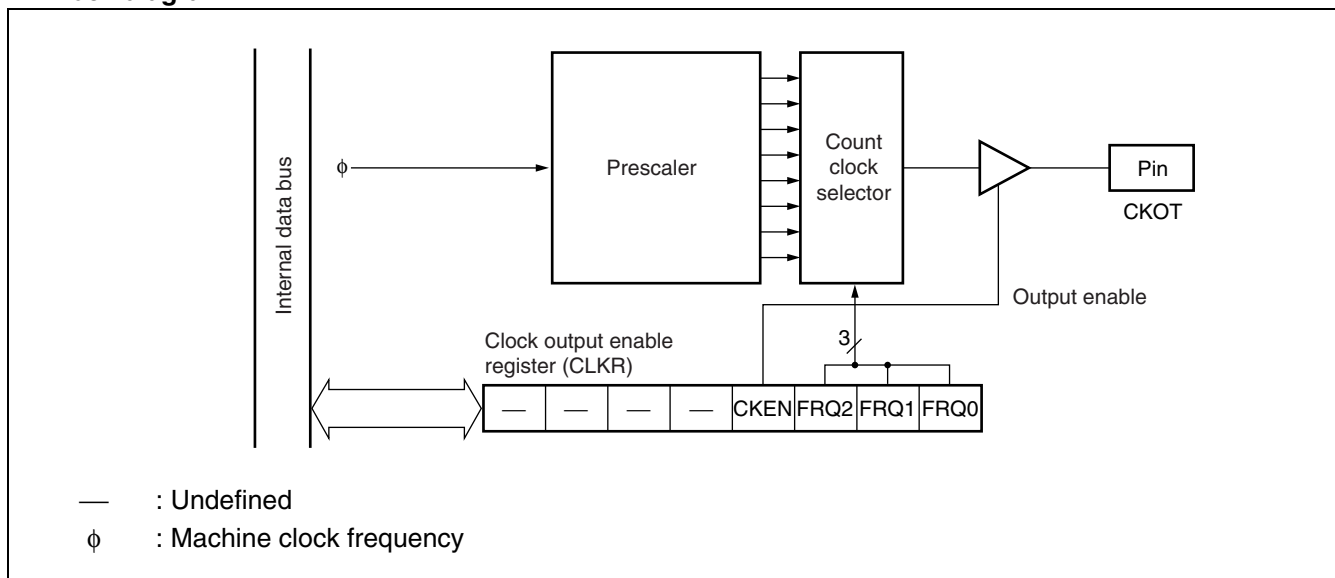 Internal data bus
ϕ
Prescaler
Count
clock
selector
Pin
CKOT
Output enable
3
Clock output enable
register (CLKR)
— — — — CKEN FRQ2 FRQ1 FRQ0
— : Undefined
ϕ : Machine clock frequency